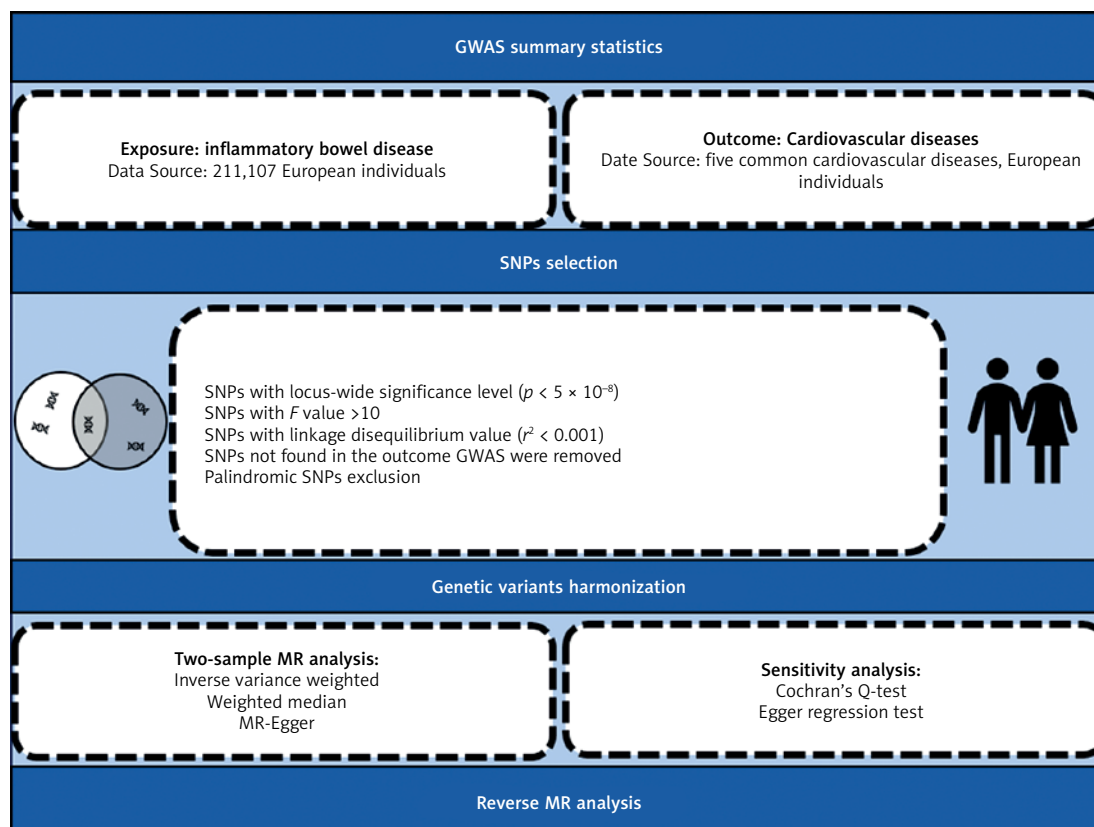 GWAS summary statistics
Exposure: inflammatory bowel disease
Data Source: 211,107 European individuals
Outcome: Cardiovascular diseases
Date Source: five common cardiovascular diseases, European
individuals
SNPs selection
SNPs with locus-wide significance level (p < 5 × 10⁻⁸)
SNPs with F value >10
SNPs with linkage disequilibrium value (r² < 0.001)
SNPs not found in the outcome GWAS were removed
Palindromic SNPs exclusion
Genetic variants harmonization
Two-sample MR analysis:
Inverse variance weighted
Weighted median
MR-Egger
Sensitivity analysis:
Cochran’s Q-test
Egger regression test
Reverse MR analysis